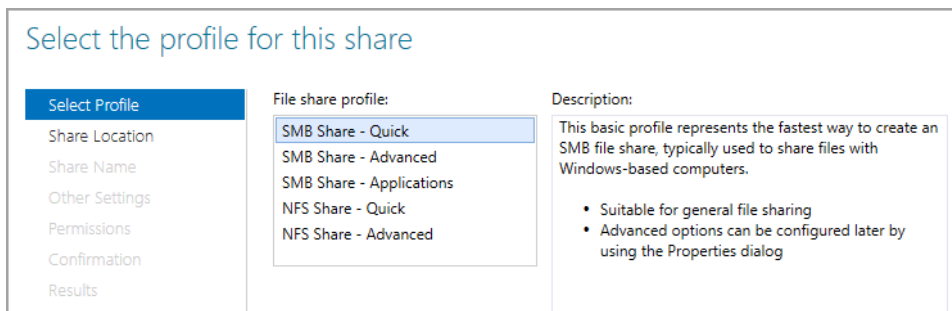 Select the profile for this share
Select Profile
Share Location
Share Name
Other Settings
Permissions
Confirmation
Results
File share profile:
SMB Share - Quick
SMB Share - Advanced
SMB Share - Applications
NFS Share - Quick
NFS Share - Advanced
Description:
This basic profile represents the fastest way to create an
SMB file share, typically used to share files with
Windows-based computers.
• Suitable for general file sharing
• Advanced options can be configured later by
using the Properties dialog